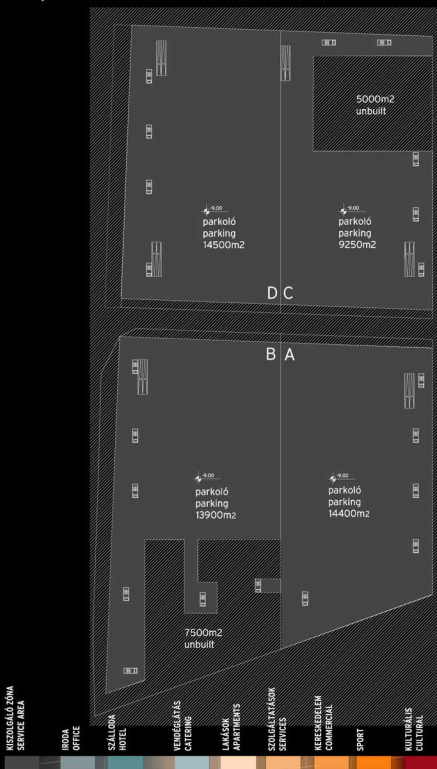 5000m2
unbuilt
-9.00
parkoló
parking
14500m2
-9.00
parkoló
parking
9250m2
D
C
B
A
-9.00
parkoló
parking
13900m2
-9.00
parkoló
parking
14400m2
7500m2
unbuilt
KISZOLGÁLÓ ZÓNA
SERVICE AREA
IRODA
OFFICE
SZÁLLODA
HOTEL
VENDÉGLÁTÁS
CATERING
LAKÁSOK
APARTMENTS
SZOLGÁLTATÁSOK
SERVICES
KERESKEDELEM
COMMERCIAL
SPORT
KULTURÁLIS
CULTURAL